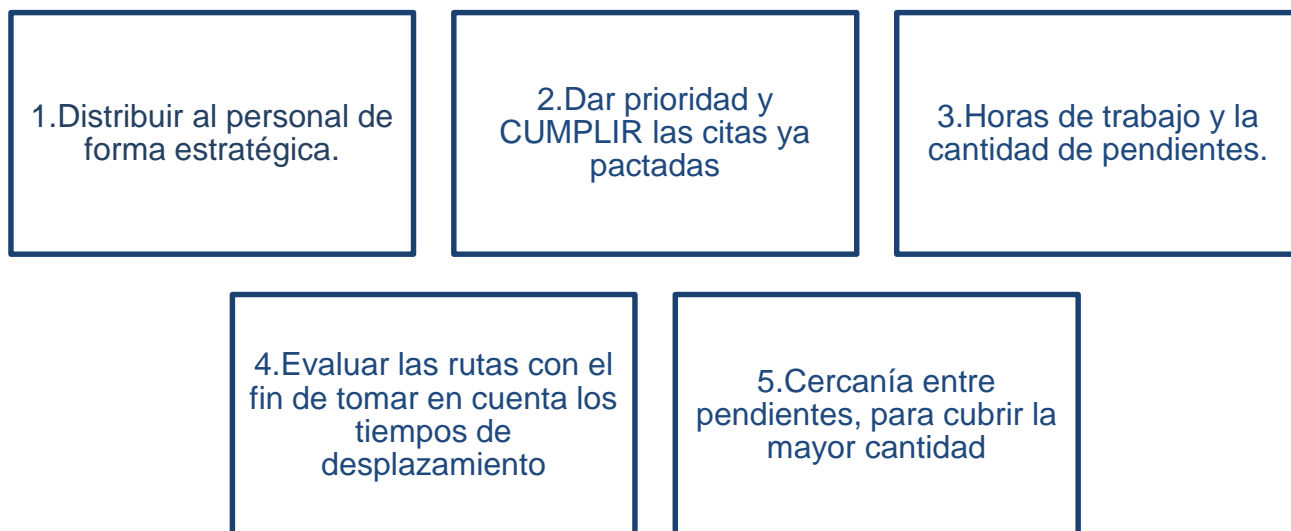 1.Distribuir al personal de
forma estratégica.
2.Dar prioridad y
CUMPLIR las citas ya
pactadas
3.Horas de trabajo y la
cantidad de pendientes.
4.Evaluar las rutas con el
fin de tomar en cuenta los
tiempos de
desplazamiento
5.Cercanía entre
pendientes, para cubrir la
mayor cantidad